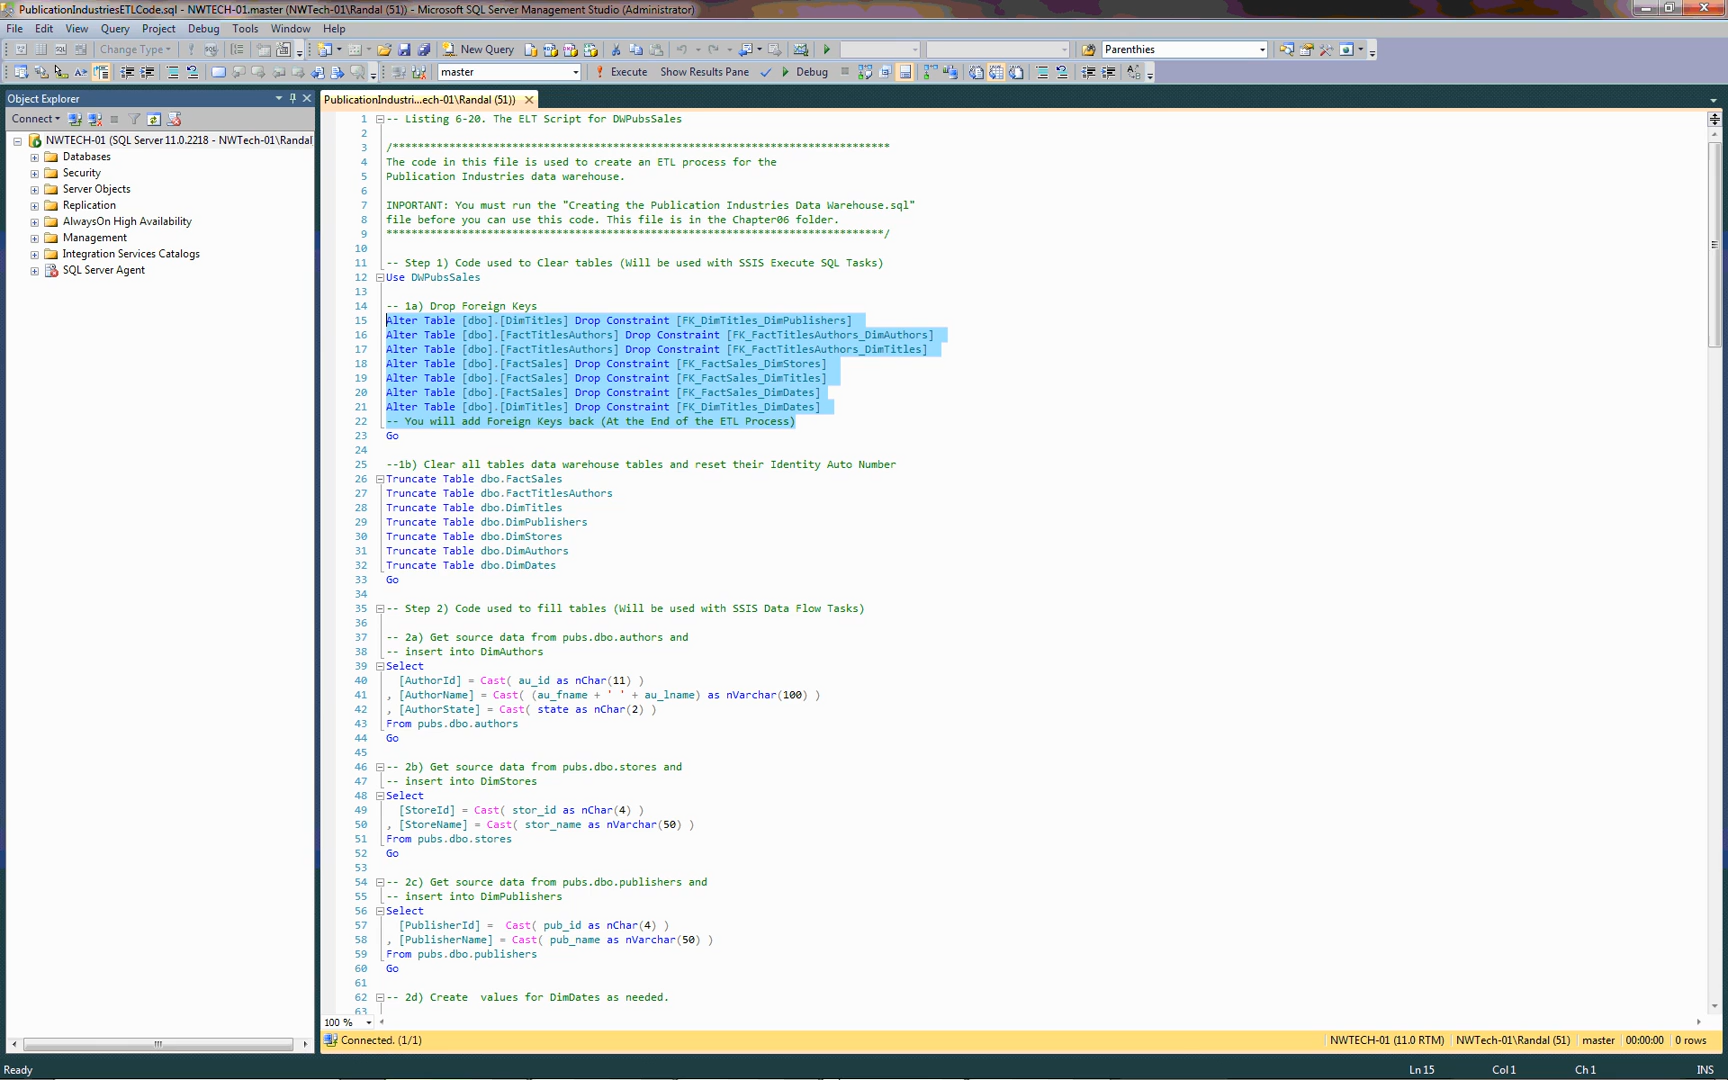 PublicationIndustriesETLCode.sql - NWTECH-01.master (NWTech-01\Randal (51)) - Microsoft SQL Server Management Studio (Administrator)
File Edit View Query Project Debug Tools Window Help
Change Type New Query Parenthies
master Execute Show Results Pane Debug
Object Explorer
Connect
NWTECH-01 (SQL Server 11.0.2218 - NWTech-01\Randal
Databases
Security
Server Objects
Replication
AlwaysOn High Availability
Management
Integration Services Catalogs
SQL Server Agent
PublicationIndustri...ech-01\Randal (51))
1 -- Listing 6-20. The ELT Script for DWPubsSales
2
3 /******************************************************************************
4 The code in this file is used to create an ETL process for the
5 Publication Industries data warehouse.
6
7 INPORTANT: You must run the "Creating the Publication Industries Data Warehouse.sql"
8 file before you can use this code. This file is in the Chapter06 folder.
9 *******************************************************************************/
10
11 -- Step 1) Code used to Clear tables (Will be used with SSIS Execute SQL Tasks)
12 Use DWPubsSales
13
14 -- 1a) Drop Foreign Keys
15 Alter Table [dbo].[DimTitles] Drop Constraint [FK_DimTitles_DimPublishers]
16 Alter Table [dbo].[FactTitlesAuthors] Drop Constraint [FK_FactTitlesAuthors_DimAuthors]
17 Alter Table [dbo].[FactTitlesAuthors] Drop Constraint [FK_FactTitlesAuthors_DimTitles]
18 Alter Table [dbo].[FactSales] Drop Constraint [FK_FactSales_DimStores]
19 Alter Table [dbo].[FactSales] Drop Constraint [FK_FactSales_DimTitles]
20 Alter Table [dbo].[FactSales] Drop Constraint [FK_FactSales_DimDates]
21 Alter Table [dbo].[DimTitles] Drop Constraint [FK_DimTitles_DimDates]
22 -- You will add Foreign Keys back (At the End of the ETL Process)
23 Go
24
25 --1b) Clear all tables data warehouse tables and reset their Identity Auto Number
26 Truncate Table dbo.FactSales
27 Truncate Table dbo.FactTitlesAuthors
28 Truncate Table dbo.DimTitles
29 Truncate Table dbo.DimPublishers
30 Truncate Table dbo.DimStores
31 Truncate Table dbo.DimAuthors
32 Truncate Table dbo.DimDates
33 Go
34
35 -- Step 2) Code used to fill tables (Will be used with SSIS Data Flow Tasks)
36
37 -- 2a) Get source data from pubs.dbo.authors and
38 -- insert into DimAuthors
39 Select
40 [AuthorId] = Cast( au_id as nChar(11) )
41 , [AuthorName] = Cast( (au_fname + ' ' + au_lname) as nVarchar(100) )
42 , [AuthorState] = Cast( state as nChar(2) )
43 From pubs.dbo.authors
44 Go
45
46 -- 2b) Get source data from pubs.dbo.stores and
47 -- insert into DimStores
48 Select
49 [StoreId] = Cast( stor_id as nChar(4) )
50 , [StoreName] = Cast( stor_name as nVarchar(50) )
51 From pubs.dbo.stores
52 Go
53
54 -- 2c) Get source data from pubs.dbo.publishers and
55 -- insert into DimPublishers
56 Select
57 [PublisherId] = Cast( pub_id as nChar(4) )
58 , [PublisherName] = Cast( pub_name as nVarchar(50) )
59 From pubs.dbo.publishers
60 Go
61
62 -- 2d) Create values for DimDates as needed.
63
100 %
Connected. (1/1) NWTECH-01 (11.0 RTM) NWTech-01\Randal (51) master 00:00:00 0 rows
Ready Ln 15 Col 1 Ch 1 INS